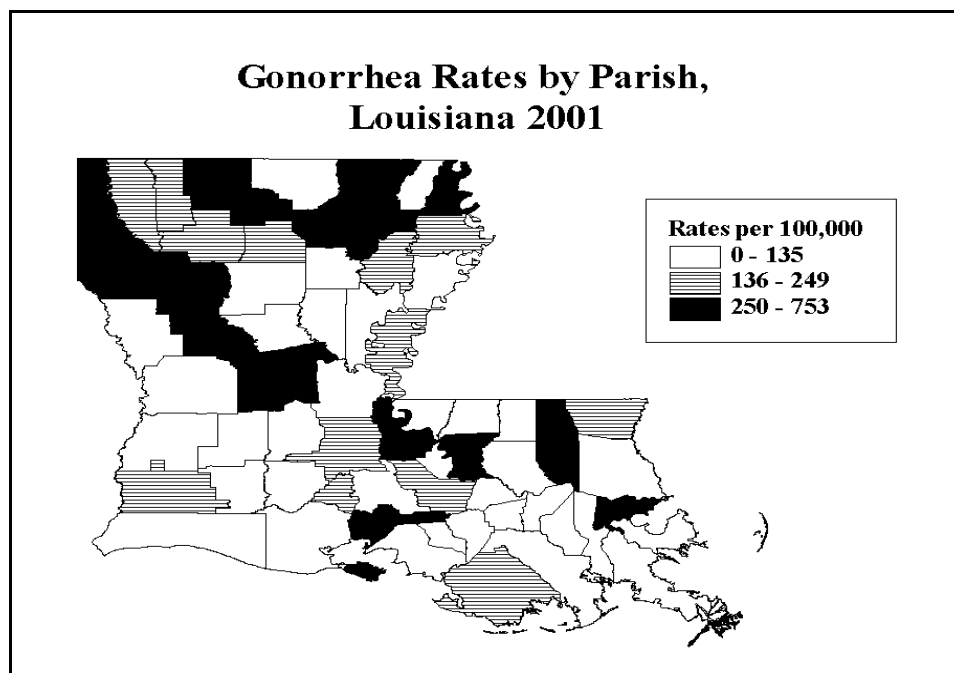 Gonorrhea Rates by Parish,
Louisiana 2001
Rates per 100,000
0 - 135
136 - 249
250 - 753